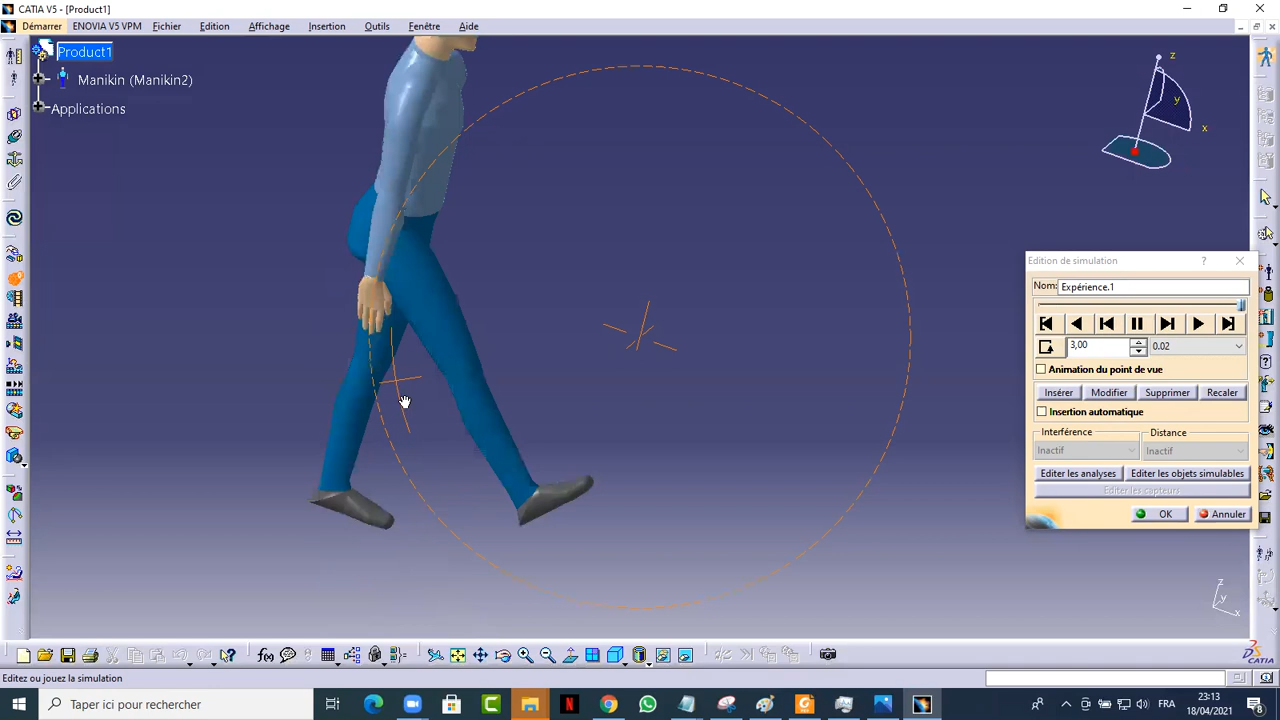 CATIA V5 - [Product1]
Démarrer ENOVIA V5 VPM Fichier Edition Affichage Insertion Outils Fenêtre Aide
Product1
Manikin (Manikin2)
Applications
z
y
x
Edition de simulation ?
Nom: Expérience.1
3,00 0.02
Animation du point de vue
Insérer Modifier Supprimer Recaler
Insertion automatique
Interférence Distance
Inactif Inactif
Editer les analyses Editer les objets simulables
Editer les capteurs
OK Annuler
z
y
x
f(x)
Editez ou jouez la simulation
Taper ici pour rechercher
FRA
23:13
18/04/2021
8